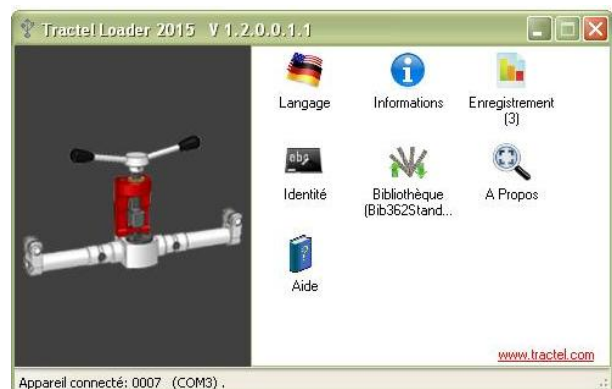 Tractel Loader 2015 V 1.2.0.0.1.1
Langage Informations Enregistrement
(3)
abg
Identité Bibliothèque A Propos
(Bib362Stand...
Aide
www.tractel.com
Appareil connecté: 0007 (COM3) .